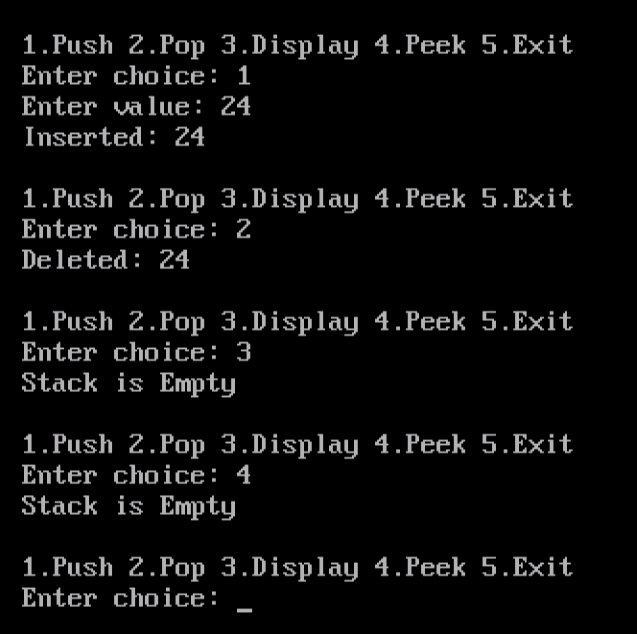 1.Push 2.Pop 3.Display 4.Peek 5.Exit
Enter choice: 1
Enter value: 24
Inserted: 24
1.Push 2.Pop 3.Display 4.Peek 5.Exit
Enter choice: 2
Deleted: 24
1.Push 2.Pop 3.Display 4.Peek 5.Exit
Enter choice: 3
Stack is Empty
1.Push 2.Pop 3.Display 4.Peek 5.Exit
Enter choice: 4
Stack is Empty
1.Push 2.Pop 3.Display 4.Peek 5.Exit
Enter choice: _